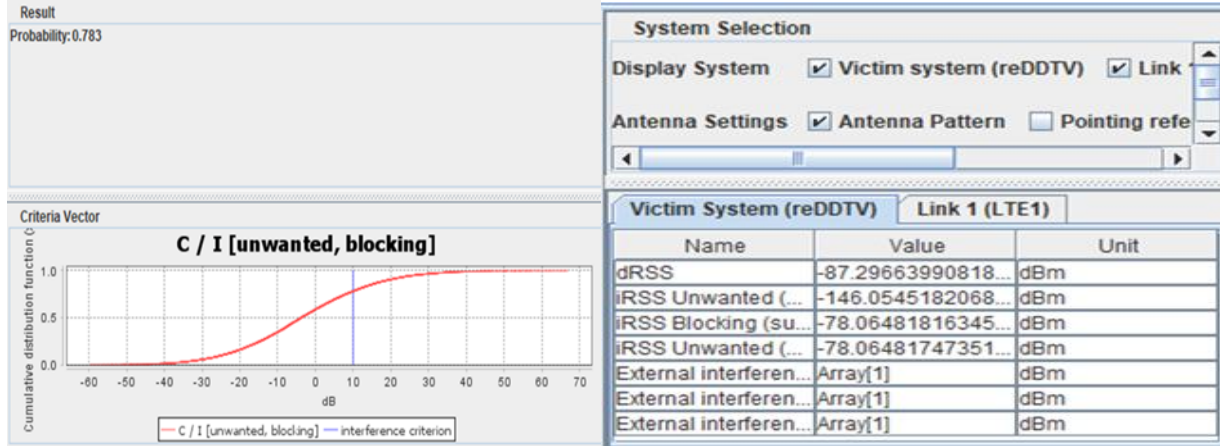 Result
Probability: 0.783
Criteria Vector
C / I [unwanted, blocking]
Cumulative distribution function (
1.0
0.5
0.0
-60 -50 -40 -30 -20 -10 0 10 20 30 40 50 60 70
dB
C / I [unwanted, blocking] interference criterion
System Selection
Display System Victim system (reDDTV) Link
Antenna Settings Antenna Pattern Pointing refe
Victim System (reDDTV) Link 1 (LTE1)
Name Value Unit
dRSS -87.29663990818... dBm
iRSS Unwanted (... -146.0545182068... dBm
iRSS Blocking (su... -78.06481816345... dBm
iRSS Unwanted (... -78.06481747351... dBm
External interferen... Array[1] dBm
External interferen... Array[1] dBm
External interferen... Array[1] dBm